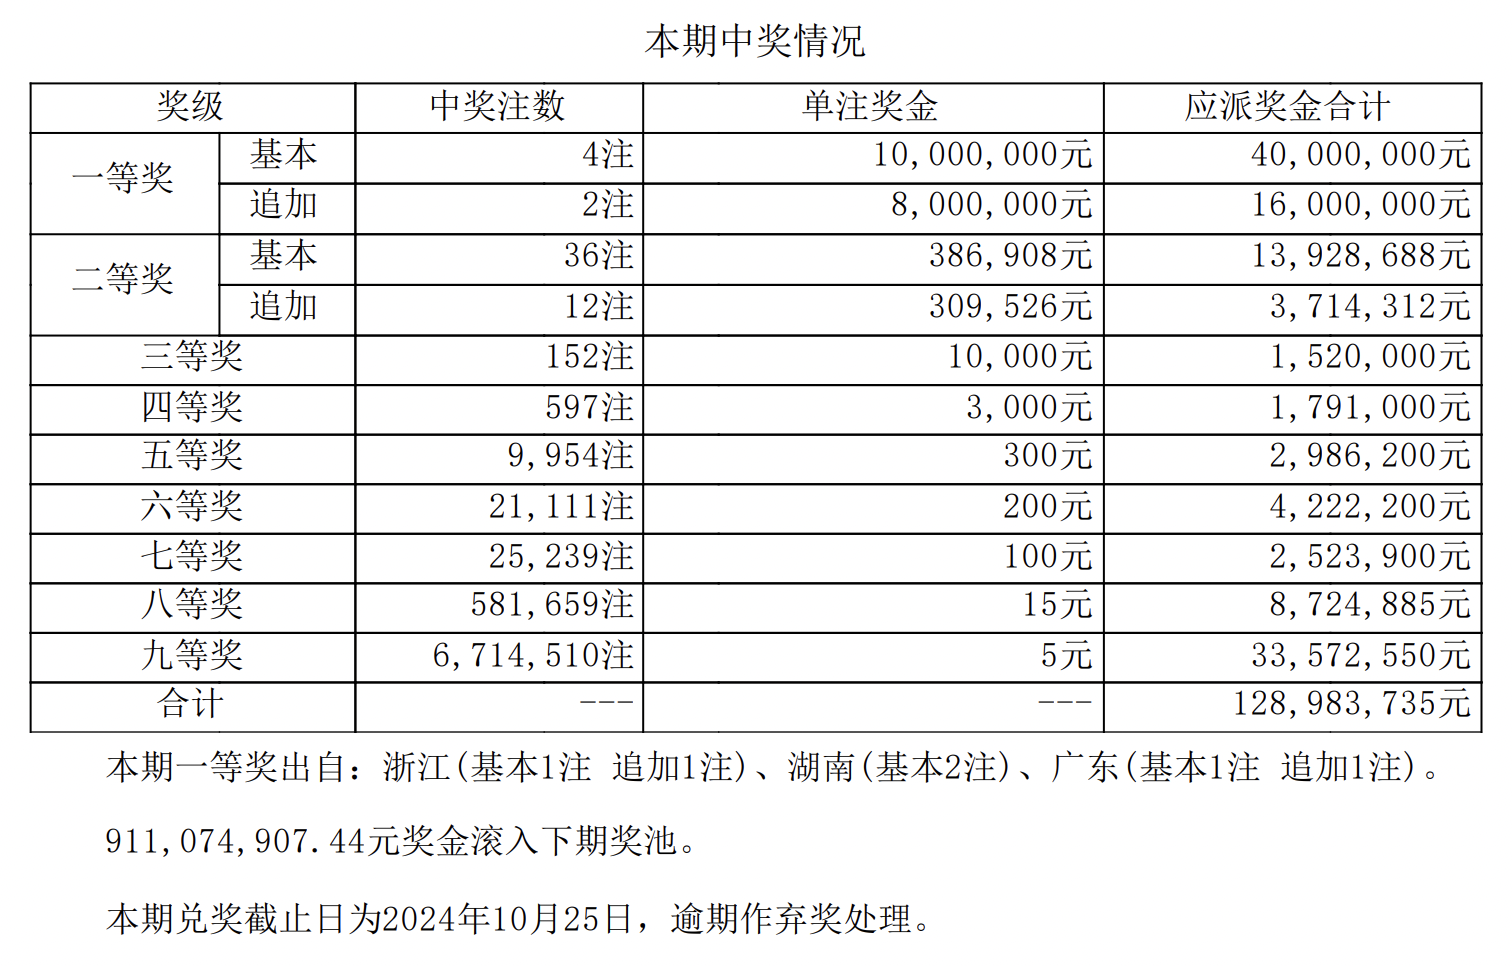 本期中奖情况
奖级 中奖注数 单注奖金 应派奖金合计
一等奖 基本 4注 10,000,000元 40,000,000元
追加 2注 8,000,000元 16,000,000元
二等奖 基本 36注 386,908元 13,928,688元
追加 12注 309,526元 3,714,312元
三等奖 152注 10,000元 1,520,000元
四等奖 597注 3,000元 1,791,000元
五等奖 9,954注 300元 2,986,200元
六等奖 21,111注 200元 4,222,200元
七等奖 25,239注 100元 2,523,900元
八等奖 581,659注 15元 8,724,885元
九等奖 6,714,510注 5元 33,572,550元
合计 --- --- 128,983,735元
本期一等奖出自：浙江(基本1注 追加1注)、湖南(基本2注)、广东(基本1注 追加1注)。
911,074,907.44元奖金滚入下期奖池。
本期兑奖截止日为2024年10月25日，逾期作弃奖处理。